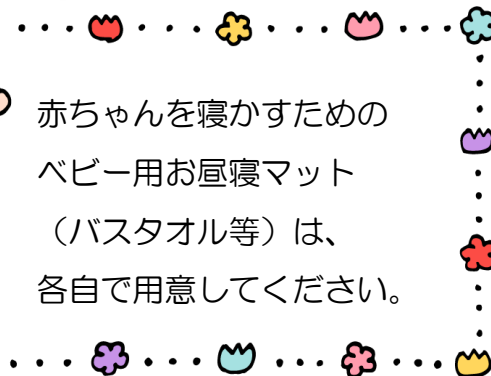 赤ちゃんを寝かすための
ベビー用お昼寝マット
（バスタオル等）は、
各自で用意してください。